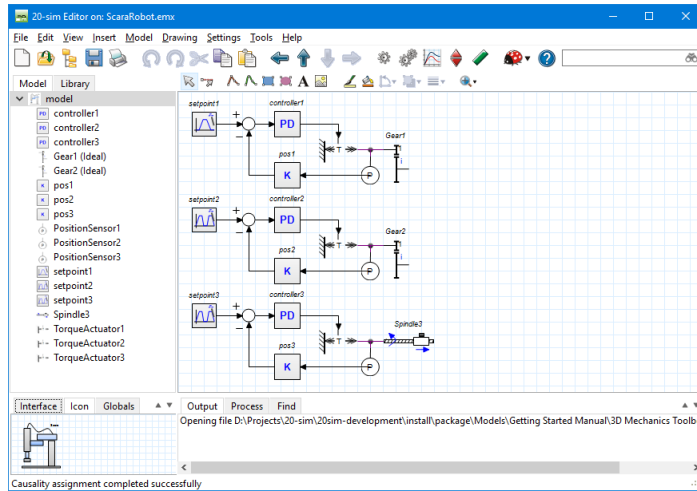 20-sim Editor on: ScaraRobot.emx
File Edit View Insert Model Drawing Settings Tools Help
Model Library
model
controller1
controller2
controller3
Gear1 (Ideal)
Gear2 (Ideal)
pos1
pos2
pos3
PositionSensor1
PositionSensor2
PositionSensor3
setpoint1
setpoint2
setpoint3
Spindle3
TorqueActuator1
TorqueActuator2
TorqueActuator3
setpoint1 controller1
PD
Gear1
T
i
pos1
K P
setpoint2 controller2
PD
Gear2
T
i
pos2
K P
setpoint3 controller3
PD
Spindle3
T
pos3
K P
Interface Icon Globals
Output Process Find
Opening file D:\Projects\20-sim\20sim-development\install\package\Models\Getting Started Manual\3D Mechanics Toolb
Causality assignment completed successfully